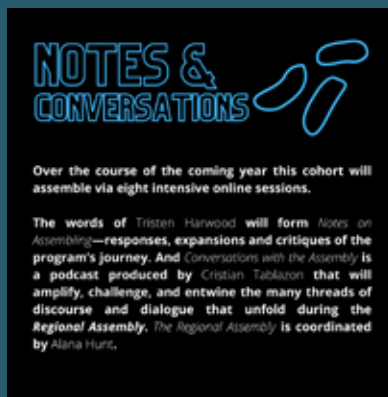 NOTES &
CONVERSATIONS
Over the course of the coming year this cohort will
assemble via eight intensive online sessions.
The words of Tristen Harwood will form Notes on
Assembling—responses, expansions and critiques of the
program's journey. And Conversations with the Assembly is
a podcast produced by Cristian Tablazon that will
amplify, challenge, and entwine the many threads of
discourse and dialogue that unfold during the
Regional Assembly. The Regional Assembly is coordinated
by Alana Hunt.